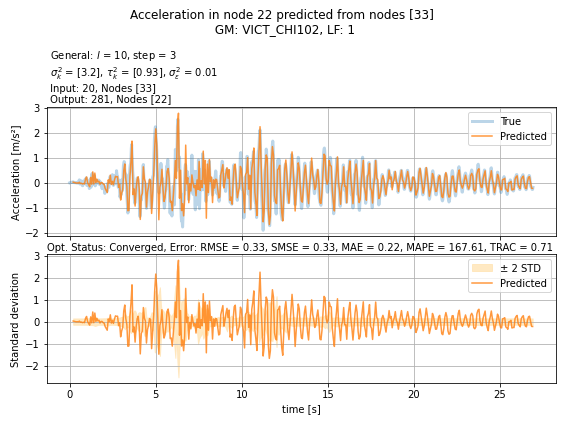 Acceleration in node 22 predicted from nodes [33]
GM: VICT_CHI102, LF: 1
General: l = 10, step = 3
σ²ₖ = [3.2], τ²ₖ = [0.93], σ²ε = 0.01
Input: 20, Nodes [33]
Output: 281, Nodes [22]
3
2
1
0
−1
−2
Acceleration [m/s²]
True
Predicted
Opt. Status: Converged, Error: RMSE = 0.33, SMSE = 0.33, MAE = 0.22, MAPE = 167.61, TRAC = 0.71
3
2
1
0
−1
−2
Standard deviation
± 2 STD
Predicted
0 5 10 15 20 25
time [s]